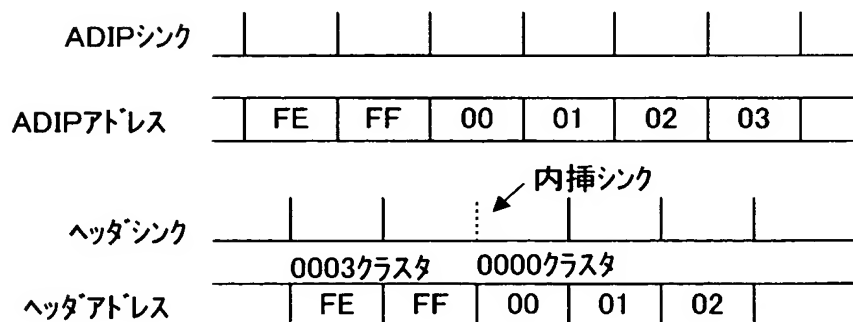 ADIPシンク
ADIPアドレス FE FF 00 01 02 03
内挿シンク
ヘッダシンク
0003クラスタ 0000クラスタ
ヘッダアドレス FE FF 00 01 02